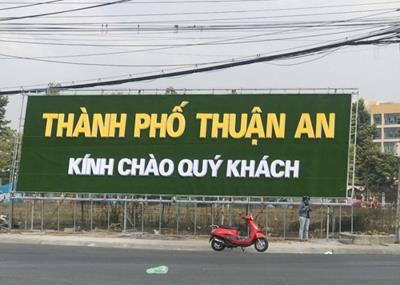 THÀNH PHỐ THUẬN AN
KÍNH CHÀO QUÝ KHÁCH